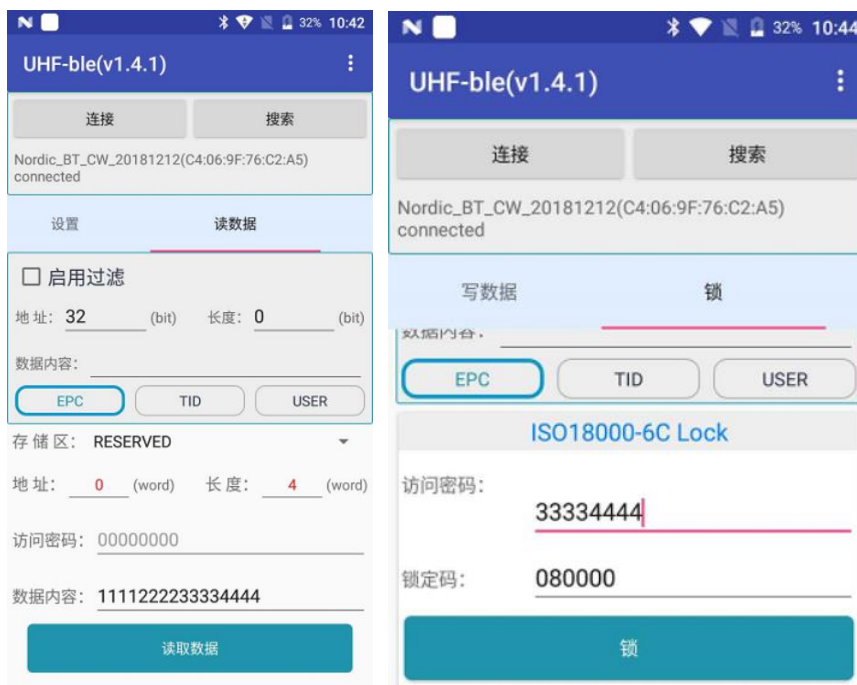 32% 10:42
UHF-ble(v1.4.1)
连接 搜索
Nordic_BT_CW_20181212(C4:06:9F:76:C2:A5)
connected
设置 读数据
启用过滤
地址: 32 (bit) 长度: 0 (bit)
数据内容:
EPC TID USER
存储区: RESERVED
地址: 0 (word) 长度: 4 (word)
访问密码: 00000000
数据内容: 1111222233334444
读取数据
32% 10:44
UHF-ble(v1.4.1)
连接 搜索
Nordic_BT_CW_20181212(C4:06:9F:76:C2:A5)
connected
写数据 锁
数据内容:
EPC TID USER
ISO18000-6C Lock
访问密码:
33334444
锁定码: 080000
锁